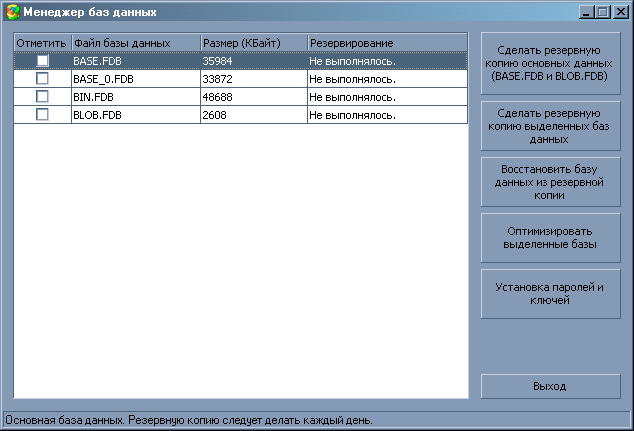 Менеджер баз данных
Отметить Файл базы данных Размер (КБайт) Резервирование
BASE.FDB 35984 Не выполнялось.
BASE_0.FDB 33872 Не выполнялось.
BIN.FDB 48688 Не выполнялось.
BLOB.FDB 2608 Не выполнялось.
Сделать резервную
копию основных данных
(BASE.FDB и BLOB.FDB)
Сделать резервную
копию выделенных баз
данных
Восстановить базу
данных из резервной
копии
Оптимизировать
выделенные базы
Установка паролей и
ключей
Выход
Основная база данных. Резервную копию следует делать каждый день.